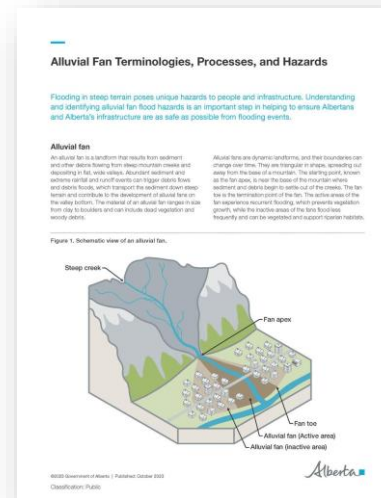 Alluvial Fan Terminologies, Processes, and Hazards
Flooding in steep terrain poses unique hazards to people and infrastructure. Understanding
and identifying alluvial fan flood hazards is an important step in helping to ensure Albertans
and Alberta's infrastructure are as safe as possible from flooding events.
Alluvial fan
An alluvial fan is a landform that results from sediment
and other debris flowing from steep mountain creeks and
depositing in flat, wide valleys. Abundant sediment and
extreme rainfall and runoff events can trigger debris flows
and debris floods, which transport the sediment down steep
terrain and contribute to the development of alluvial fans on
the valley bottom. The material of an alluvial fan ranges in size
from clay to boulders and can include dead vegetation and
woody debris.
Alluvial fans are dynamic landforms, and their boundaries can
change over time. They are triangular in shape, spreading out
away from the base of a mountain. The starting point, known
as the fan apex, is near the base of the mountain where
sediment and debris begin to settle out of the creeks. The fan
toe is the termination point of the fan. The active areas of the
fan experience recurrent flooding, which prevents vegetation
growth, while the inactive areas of the fans flood less
frequently and can be vegetated and support riparian habitats.
Figure 1. Schematic view of an alluvial fan.
Steep creek
Fan apex
Fan toe
Alluvial fan (Active area)
Alluvial fan (inactive area)
©2025 Government of Alberta | Published: October 2025
Classification: Public
Alberta